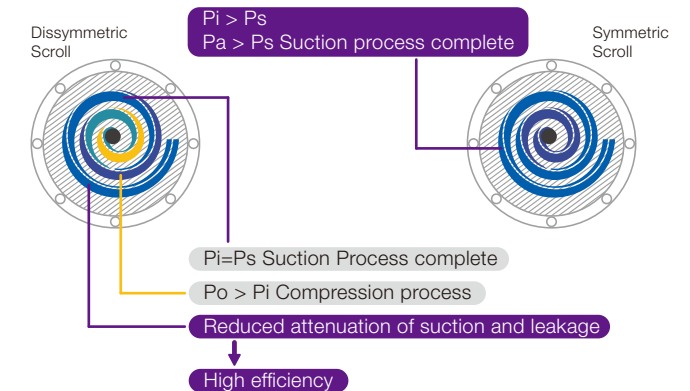 Dissymmetric
Scroll
Pi > Ps
Pa > Ps Suction process complete
Symmetric
Scroll
Pi=Ps Suction Process complete
Po > Pi Compression process
Reduced attenuation of suction and leakage
High efficiency